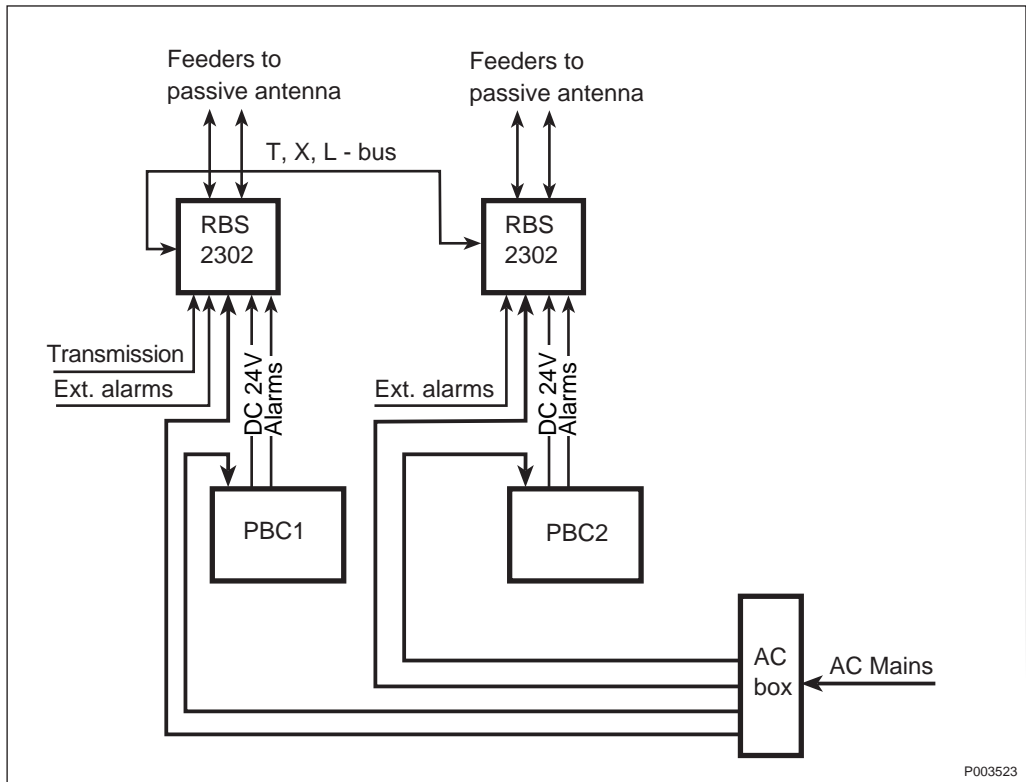 Feeders to
passive antenna
Feeders to
passive antenna
T, X, L - bus
RBS
2302
RBS
2302
Transmission
Ext. alarms
DC 24V
Alarms
Ext. alarms
DC 24V
Alarms
PBC1
PBC2
AC
box
AC Mains
P003523